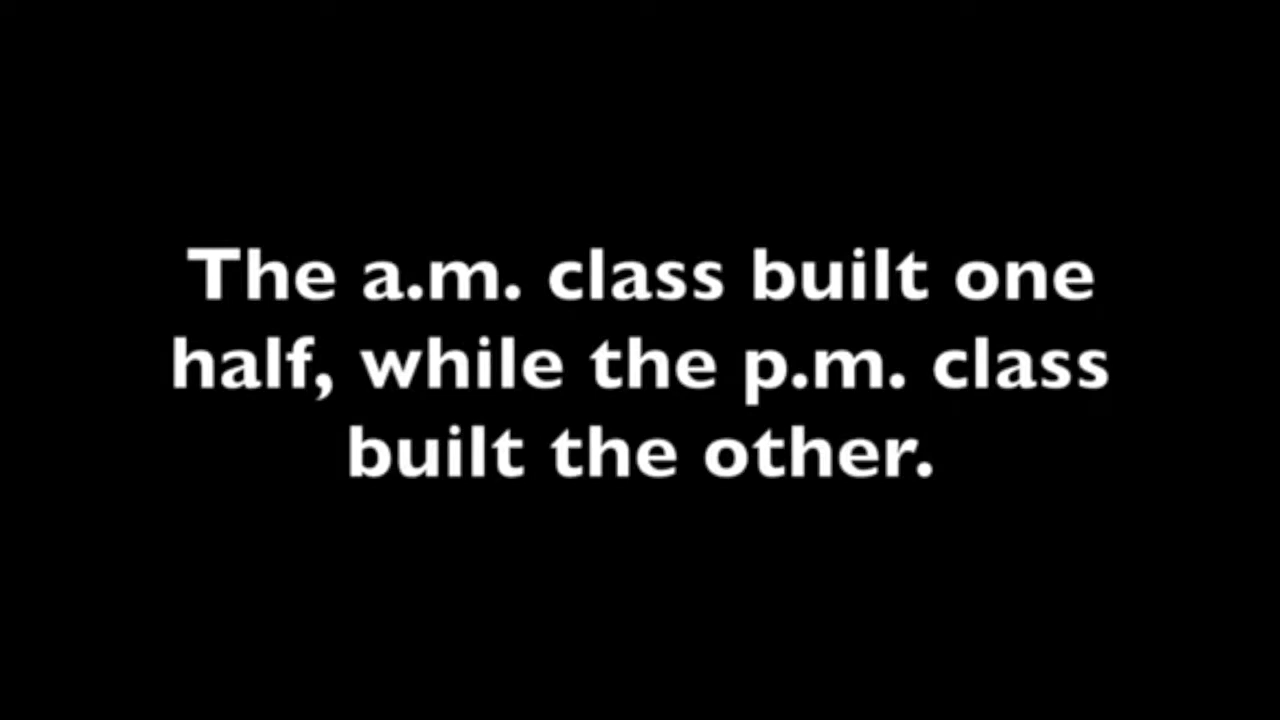 The a.m. class built one
half, while the p.m. class
built the other.